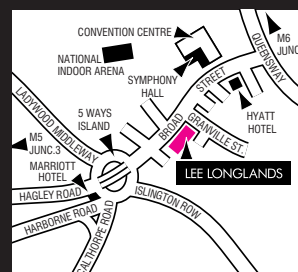 CONVENTION CENTRE
M6
JUNC.
NATIONAL
INDOOR ARENA
QUEENSWAY
SYMPHONY
HALL
STREET
LADYWOOD MIDDLEWAY
5 WAYS
ISLAND
BROAD
GRANVILLE ST.
HYATT
HOTEL
M5
JUNC.3
MARRIOTT
HOTEL
LEE LONGLANDS
HAGLEY ROAD
HARBORNE ROAD
ISLINGTON ROW
CALTHORPE ROAD